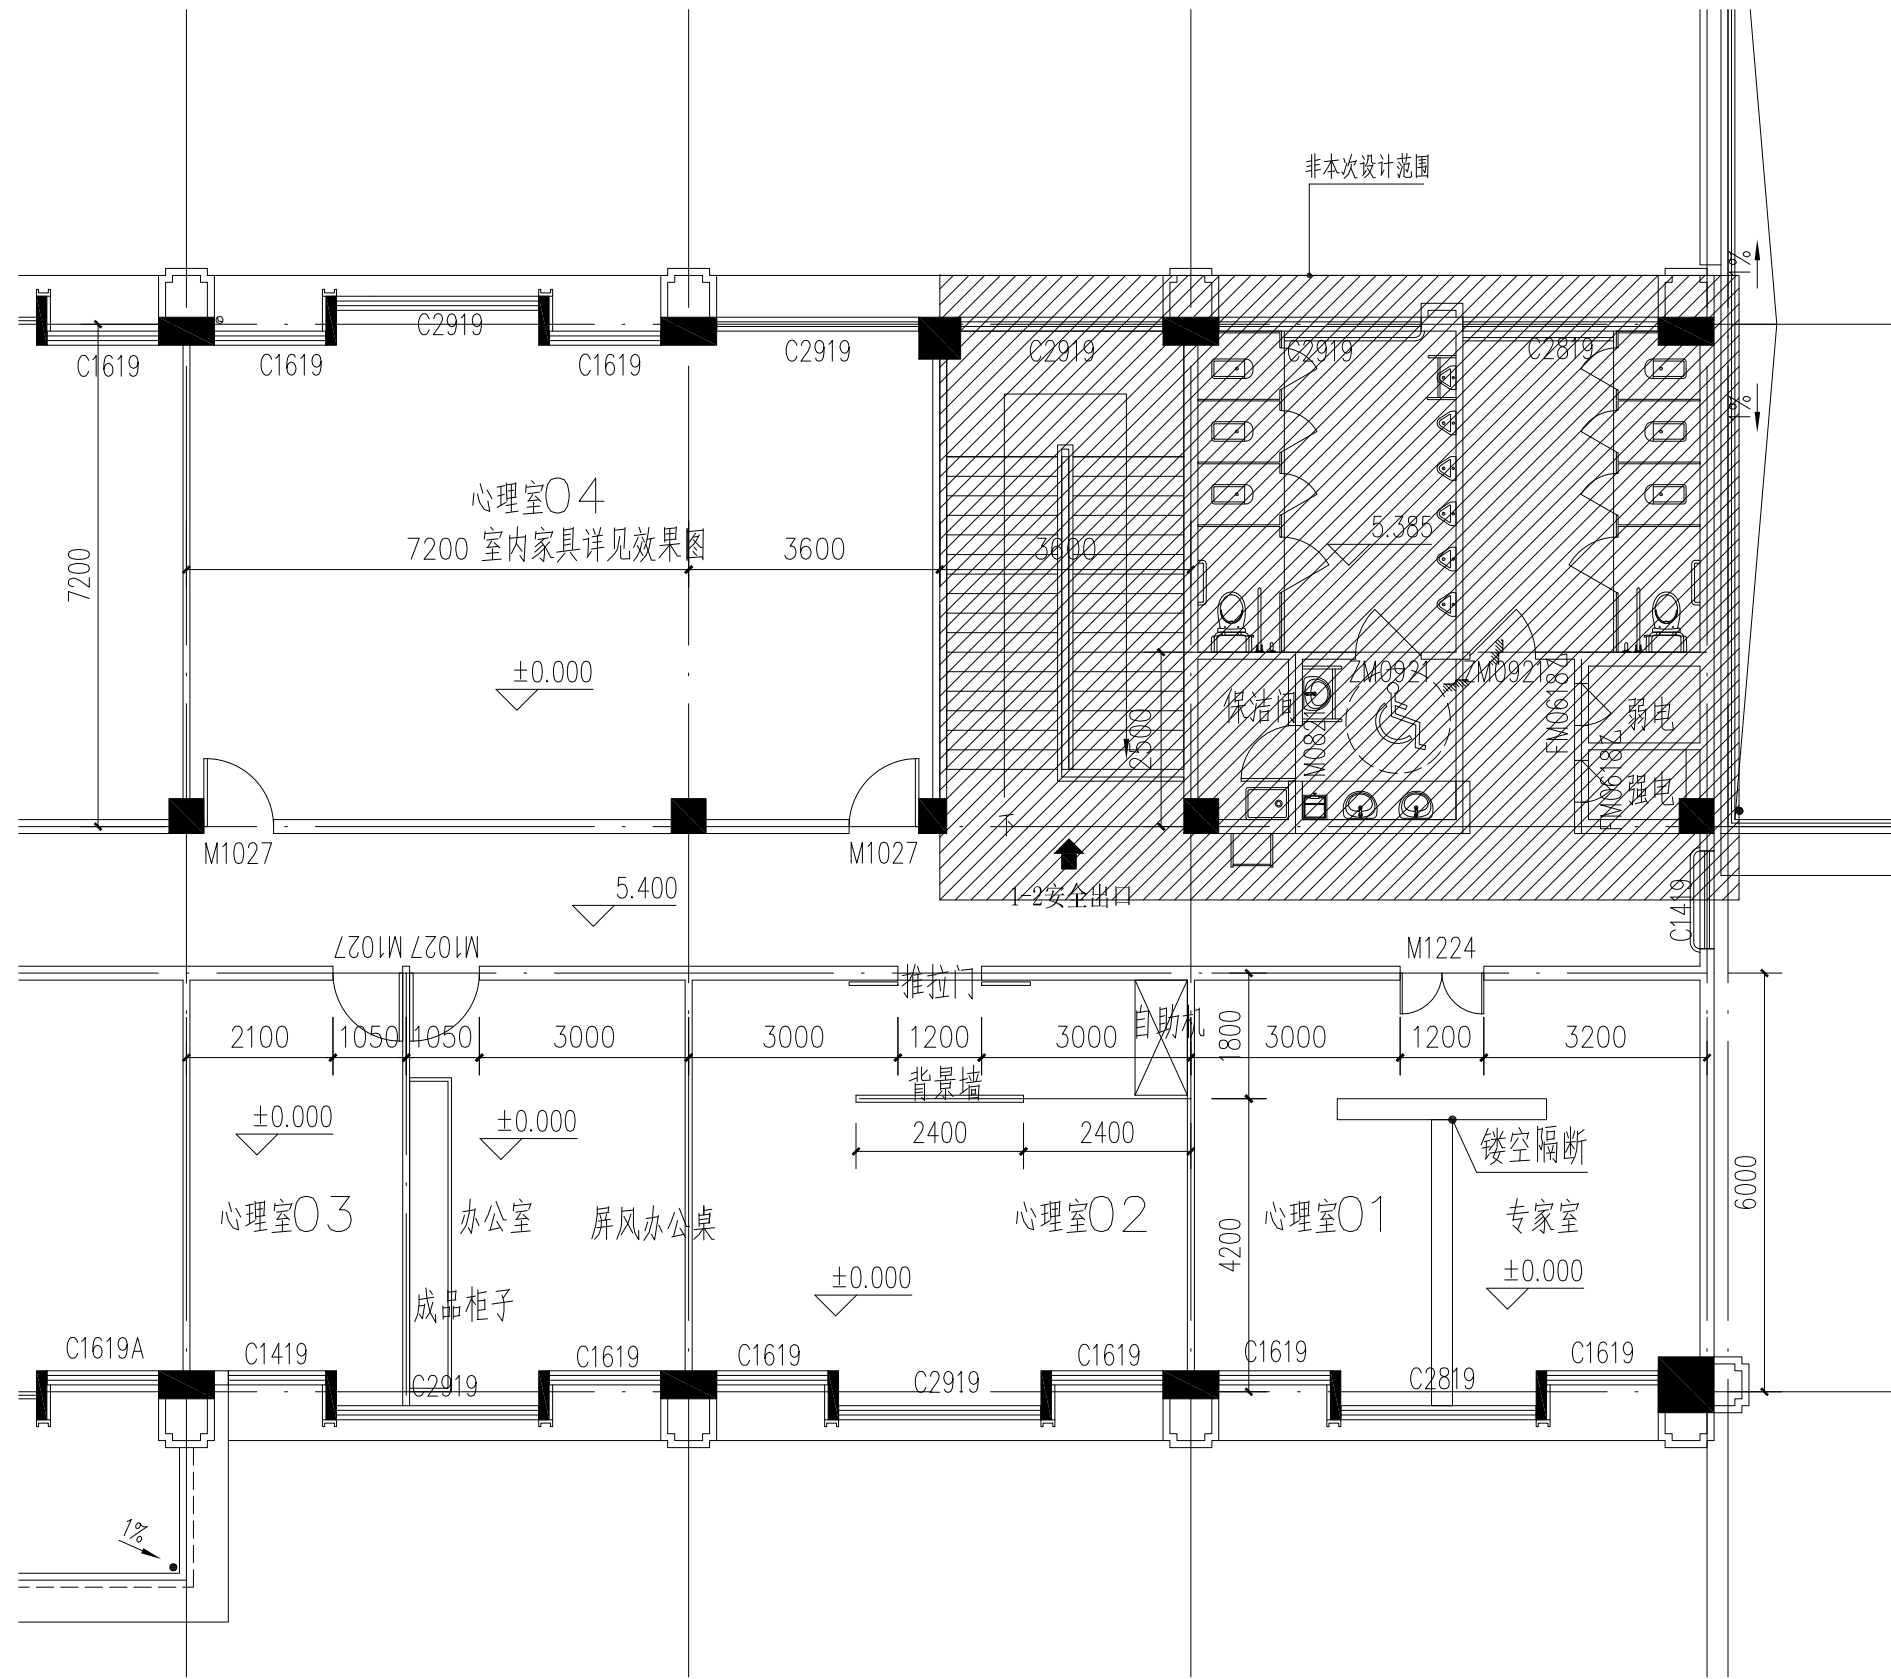 非本次设计范围
1%
C2919
C1619
C1619
C1619
C2919
C2919
C2919
C2819
1%
心理室04
5.385
7200
室内家具详见效果图
3600
3600
7200
±0.000
ZM0921
ZM0921
保洁间
M0821
FM0618Z
弱电
2500
FM0618Z
强电
下
M1027
M1027
5.400
1-2安全出口
C1419
M1027
M1027
M1224
推拉门
自助机
2100
1050
1050
3000
3000
1200
3000
1800
3000
1200
3200
背景墙
±0.000
±0.000
2400
2400
镂空隔断
6000
心理室03
办公室
屏风办公桌
心理室02
4200
心理室01
专家室
±0.000
±0.000
成品柜子
C1619A
C1419
C2919
C1619
C1619
C2919
C1619
C1619
C2819
C1619
1%